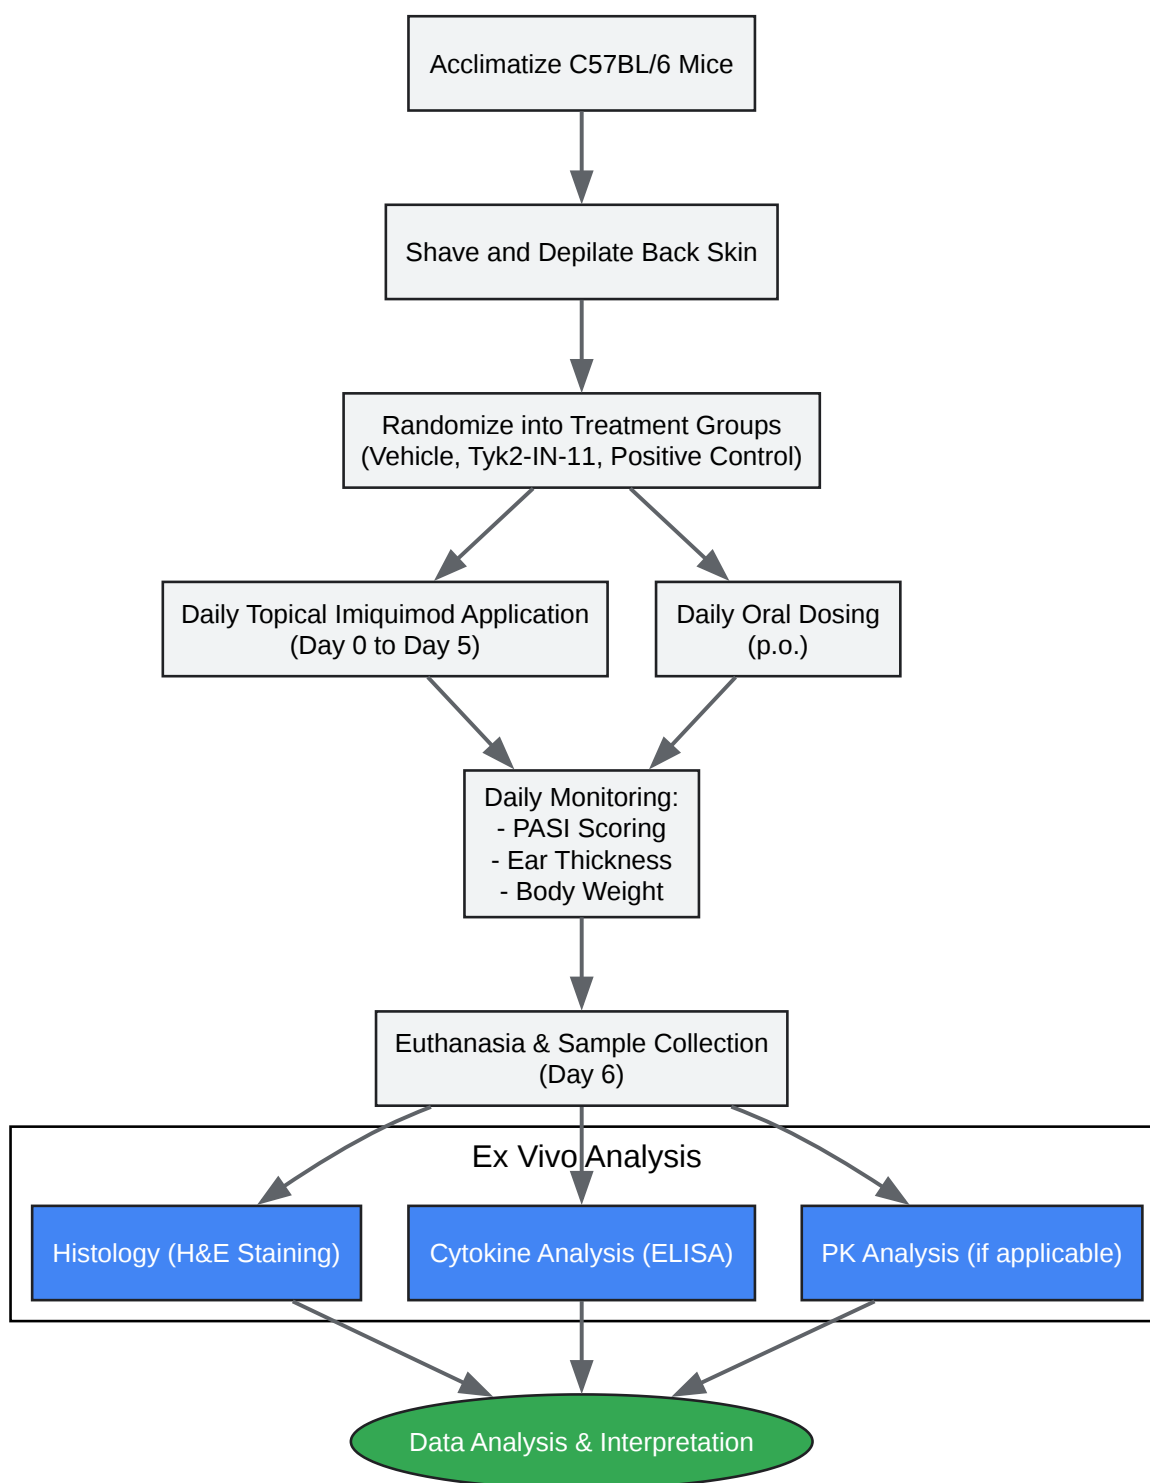 Acclimatize C57BL/6 Mice
Shave and Depilate Back Skin
Randomize into Treatment Groups
(Vehicle, Tyk2-IN-11, Positive Control)
Daily Topical Imiquimod Application
(Day 0 to Day 5)
Daily Oral Dosing
(p.o.)
Daily Monitoring:
- PASI Scoring
- Ear Thickness
- Body Weight
Euthanasia & Sample Collection
(Day 6)
Ex Vivo Analysis
Histology (H&E Staining)
Cytokine Analysis (ELISA)
PK Analysis (if applicable)
Data Analysis & Interpretation